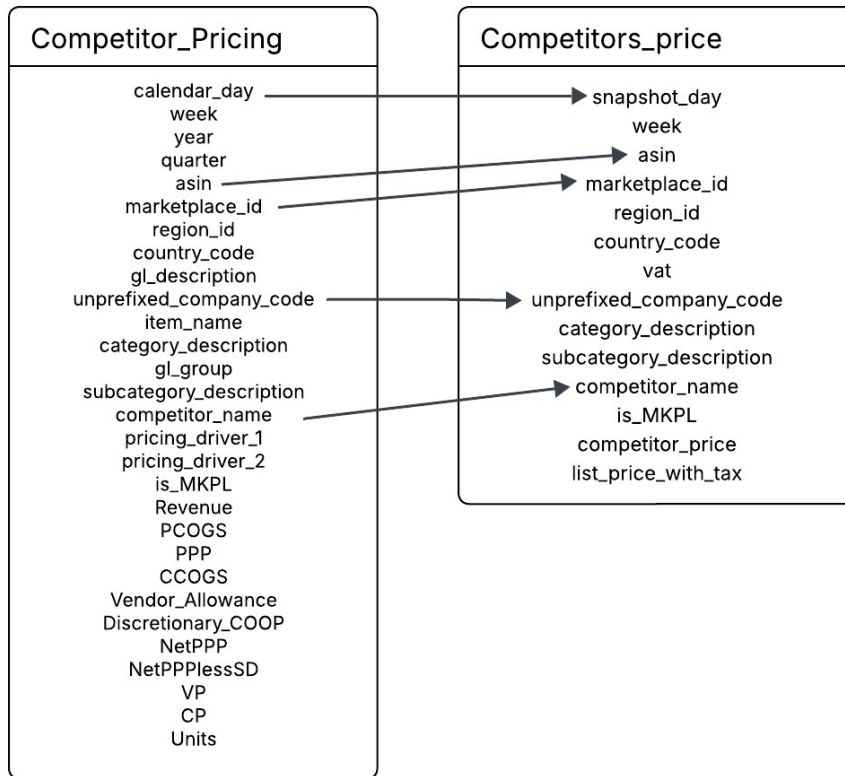 Competitor_Pricing
calendar_day
week
year
quarter
asin
marketplace_id
region_id
country_code
gl_description
unprefixed_company_code
item_name
category_description
gl_group
subcategory_description
competitor_name
pricing_driver_1
pricing_driver_2
is_MKPL
Revenue
PCOGS
PPP
CCOGS
Vendor_Allowance
Discretionary_COOP
NetPPP
NetPPPlessSD
VP
CP
Units
Competitors_price
snapshot_day
week
asin
marketplace_id
region_id
country_code
vat
unprefixed_company_code
category_description
subcategory_description
competitor_name
is_MKPL
competitor_price
list_price_with_tax